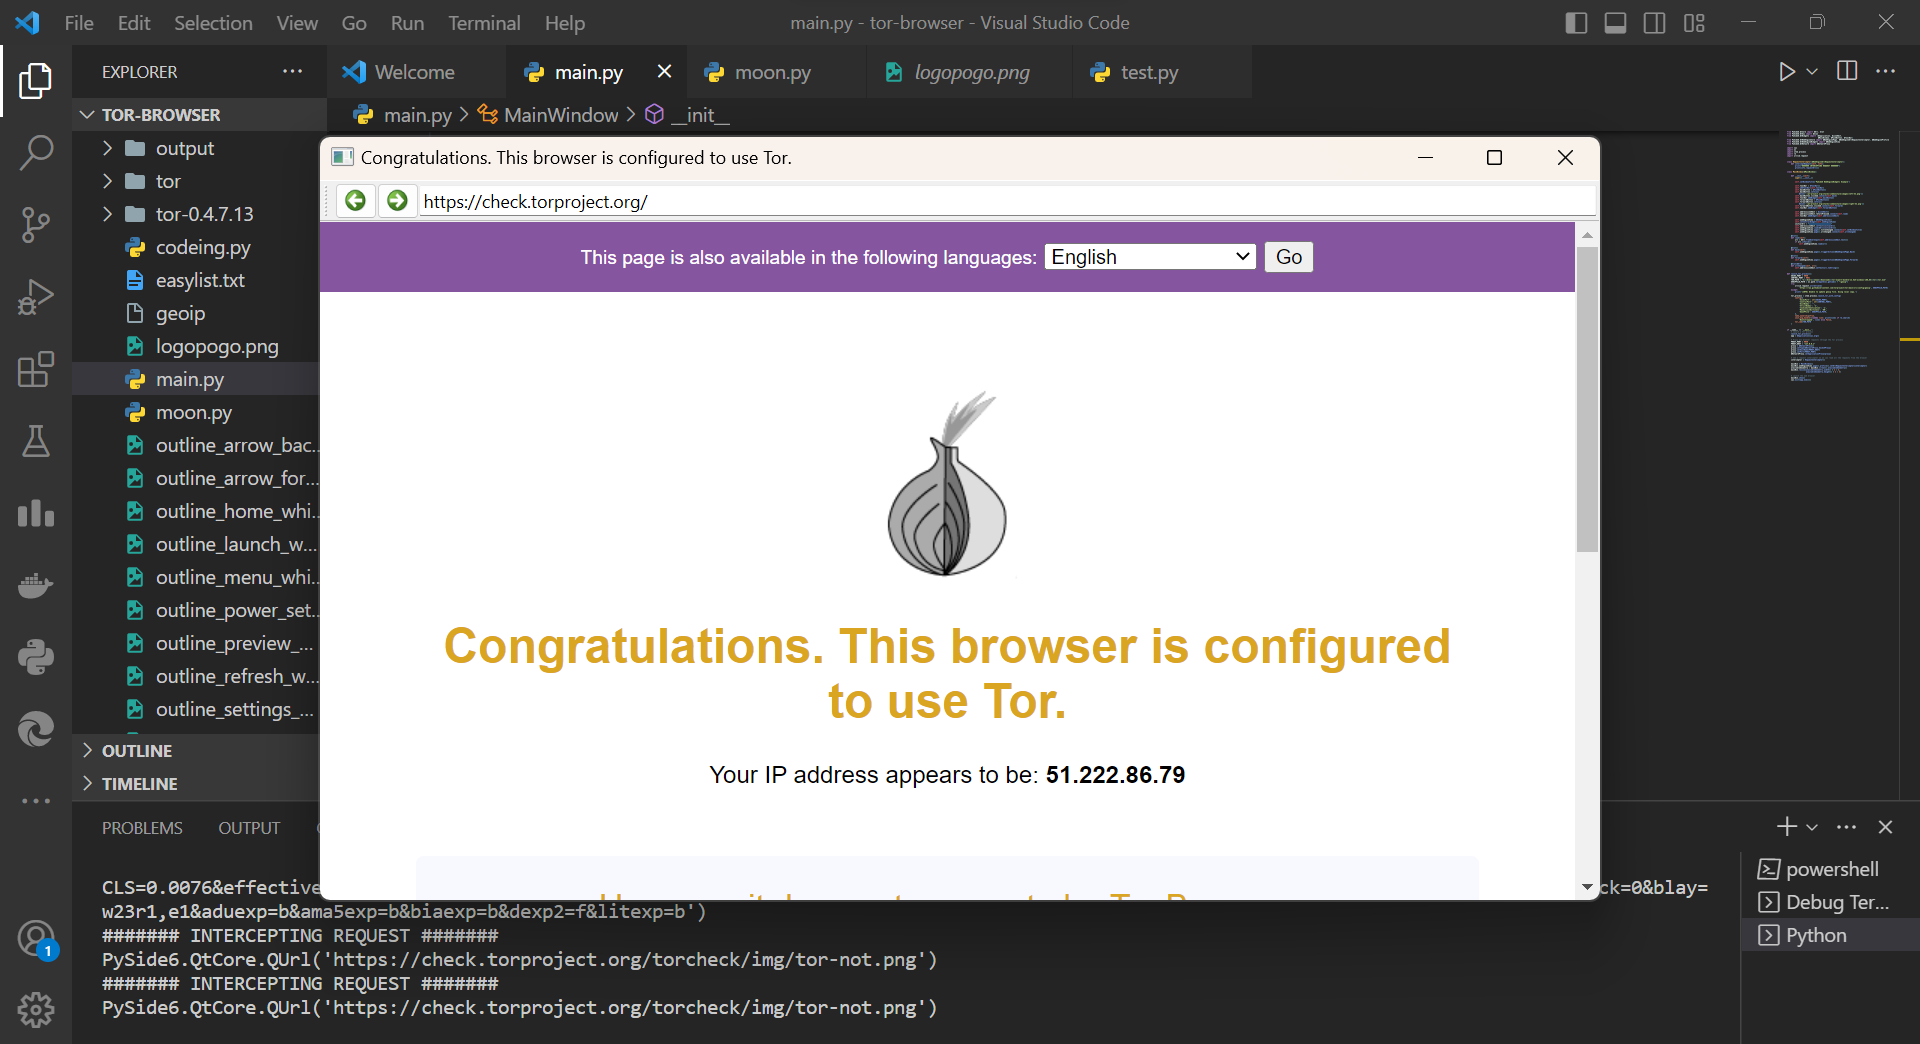 File Edit Selection View Go Run Terminal Help
main.py - tor-browser - Visual Studio Code
EXPLORER
Welcome
main.py
moon.py
logopogo.png
test.py
TOR-BROWSER
main.py > MainWindow > __init__
output
tor
tor-0.4.7.13
codeing.py
easylist.txt
geoip
logopogo.png
main.py
moon.py
outline_arrow_bac...
outline_arrow_for...
outline_home_whi...
outline_launch_w...
outline_menu_whi...
outline_power_set...
outline_preview_...
outline_refresh_w...
outline_settings_...
OUTLINE
TIMELINE
Congratulations. This browser is configured to use Tor.
https://check.torproject.org/
This page is also available in the following languages: English Go
Congratulations. This browser is configured
to use Tor.
Your IP address appears to be: 51.222.86.79
PROBLEMS OUTPUT
CLS=0.0076&effective
ck=0&blay=
w23r1,e1&aduexp=b&ama5exp=b&biaexp=b&dexp2=f&litexp=b')
####### INTERCEPTING REQUEST #######
PySide6.QtCore.QUrl('https://check.torproject.org/torcheck/img/tor-not.png')
####### INTERCEPTING REQUEST #######
PySide6.QtCore.QUrl('https://check.torproject.org/torcheck/img/tor-not.png')
powershell
Debug Ter...
Python
1